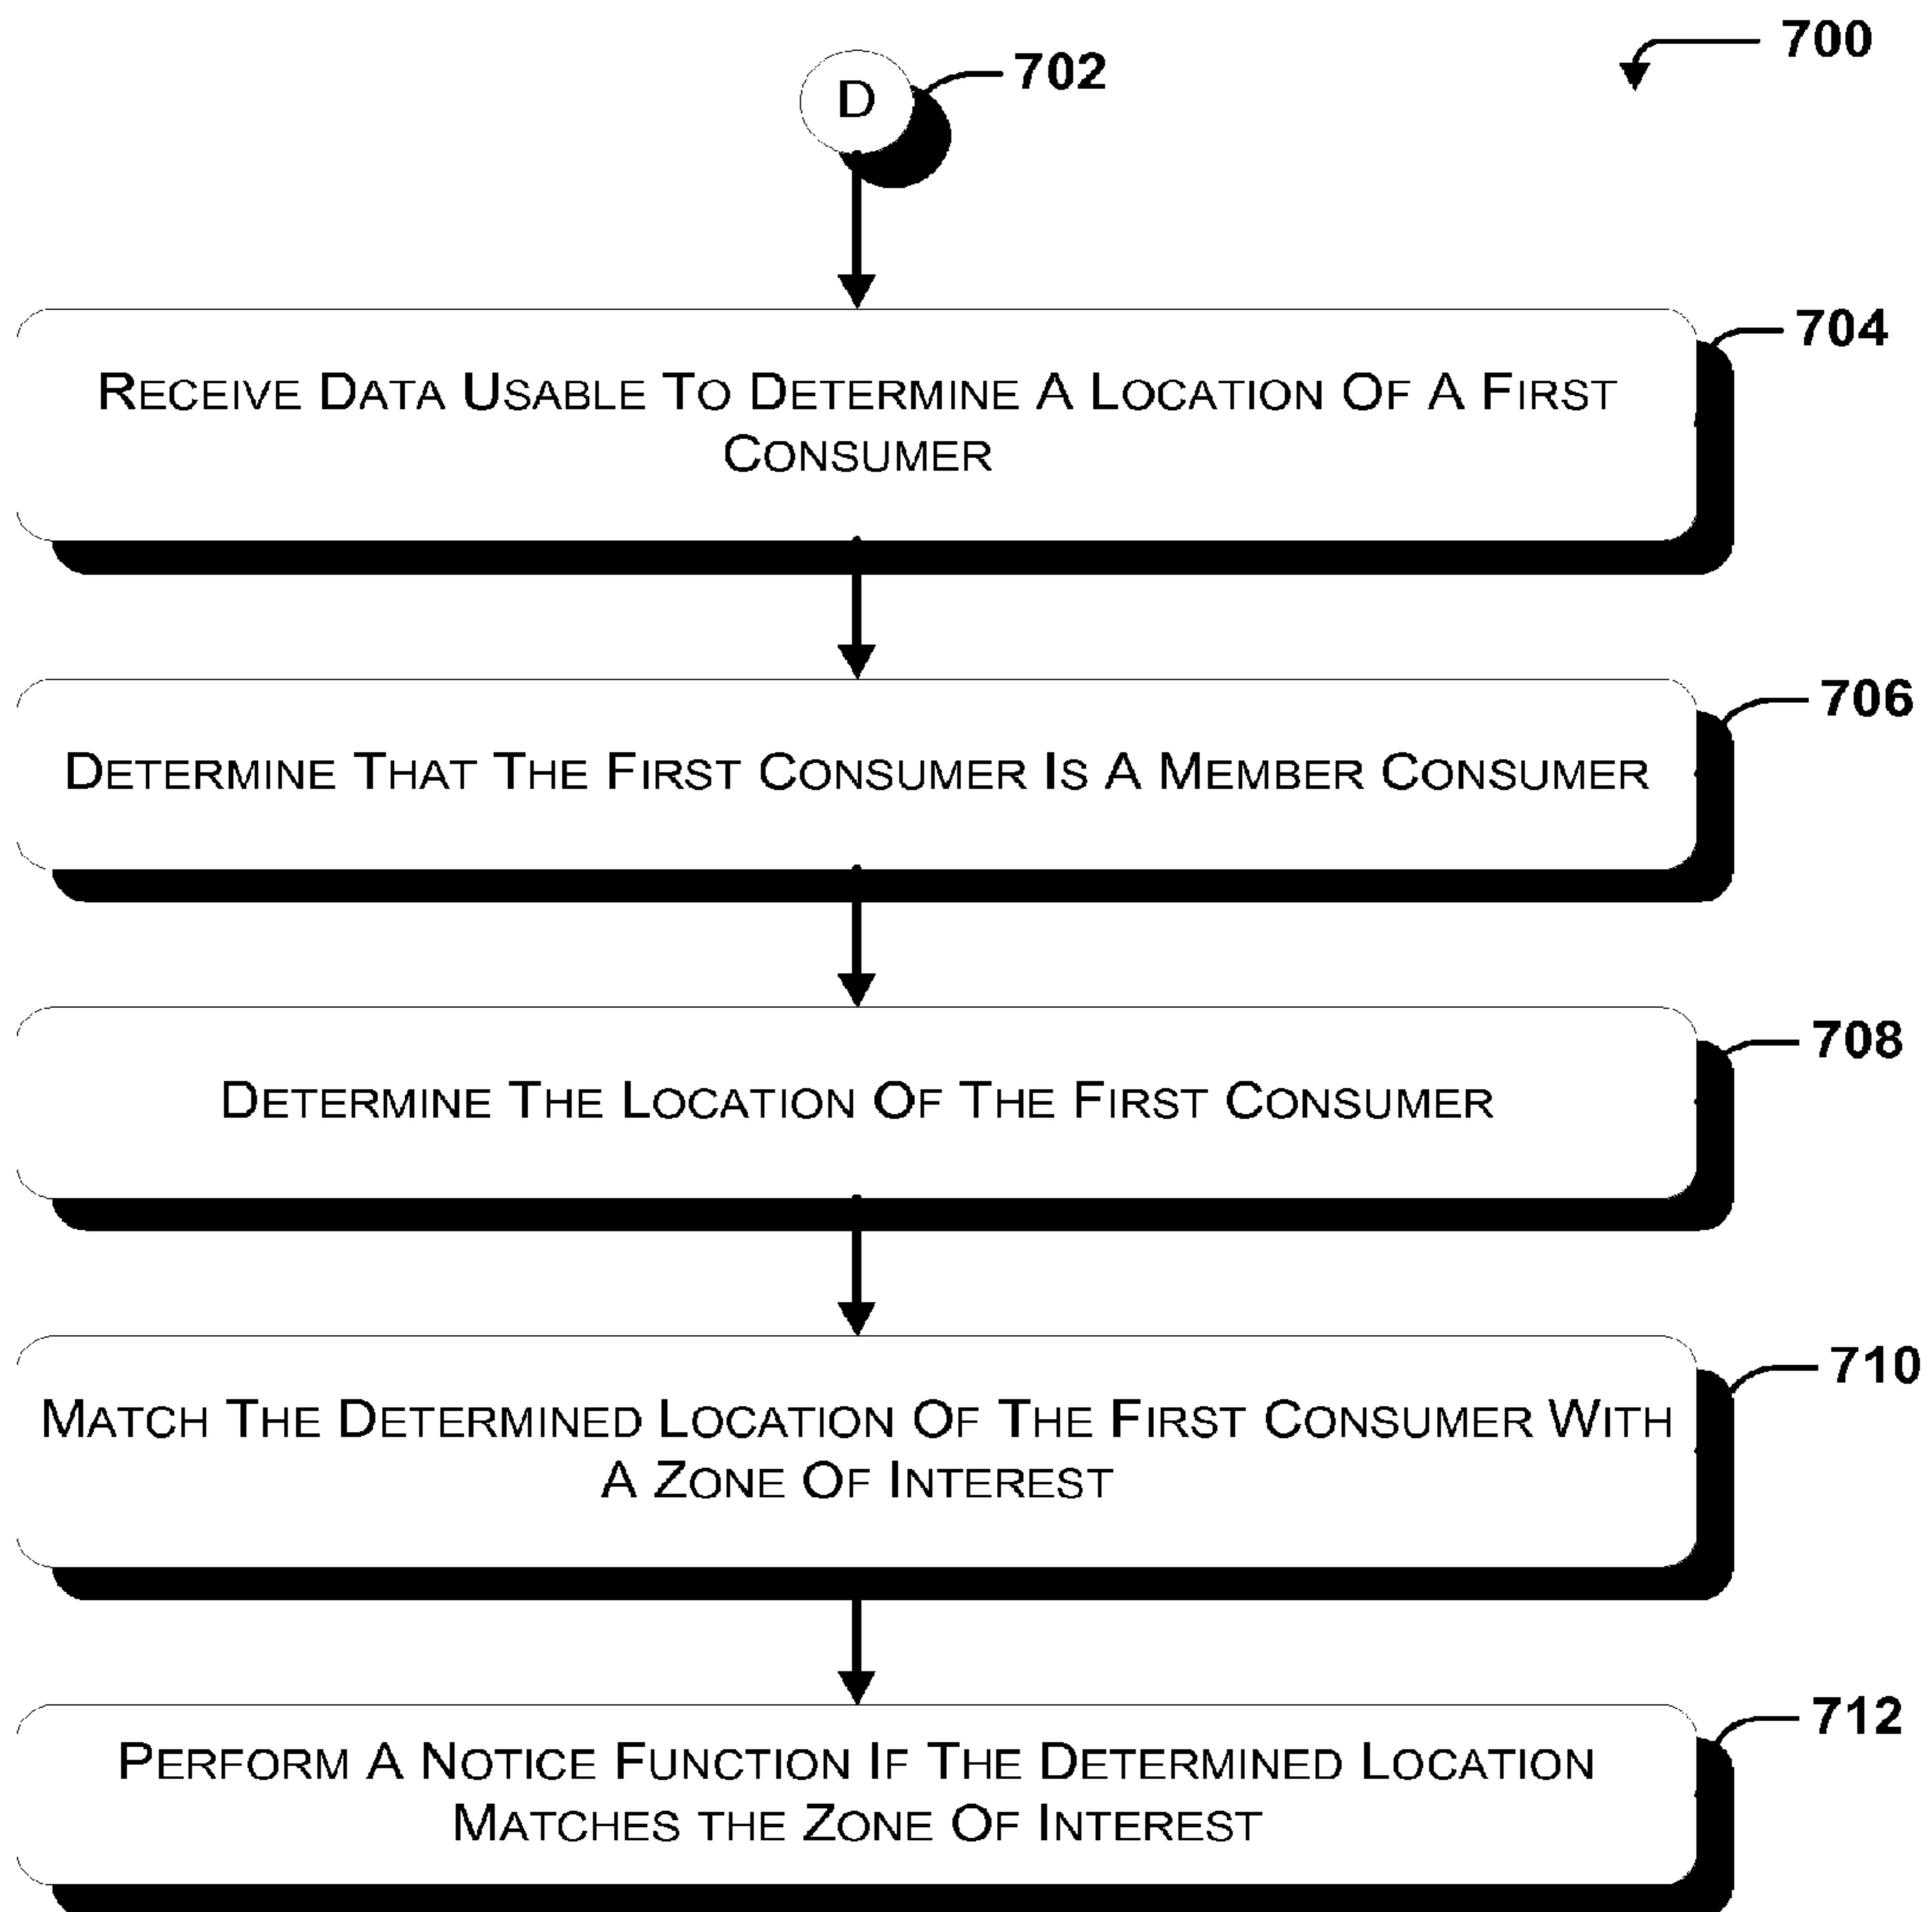 700
D
702
704
RECEIVE DATA USABLE TO DETERMINE A LOCATION OF A FIRST
CONSUMER
706
DETERMINE THAT THE FIRST CONSUMER IS A MEMBER CONSUMER
708
DETERMINE THE LOCATION OF THE FIRST CONSUMER
710
MATCH THE DETERMINED LOCATION OF THE FIRST CONSUMER WITH
A ZONE OF INTEREST
712
PERFORM A NOTICE FUNCTION IF THE DETERMINED LOCATION
MATCHES THE ZONE OF INTEREST